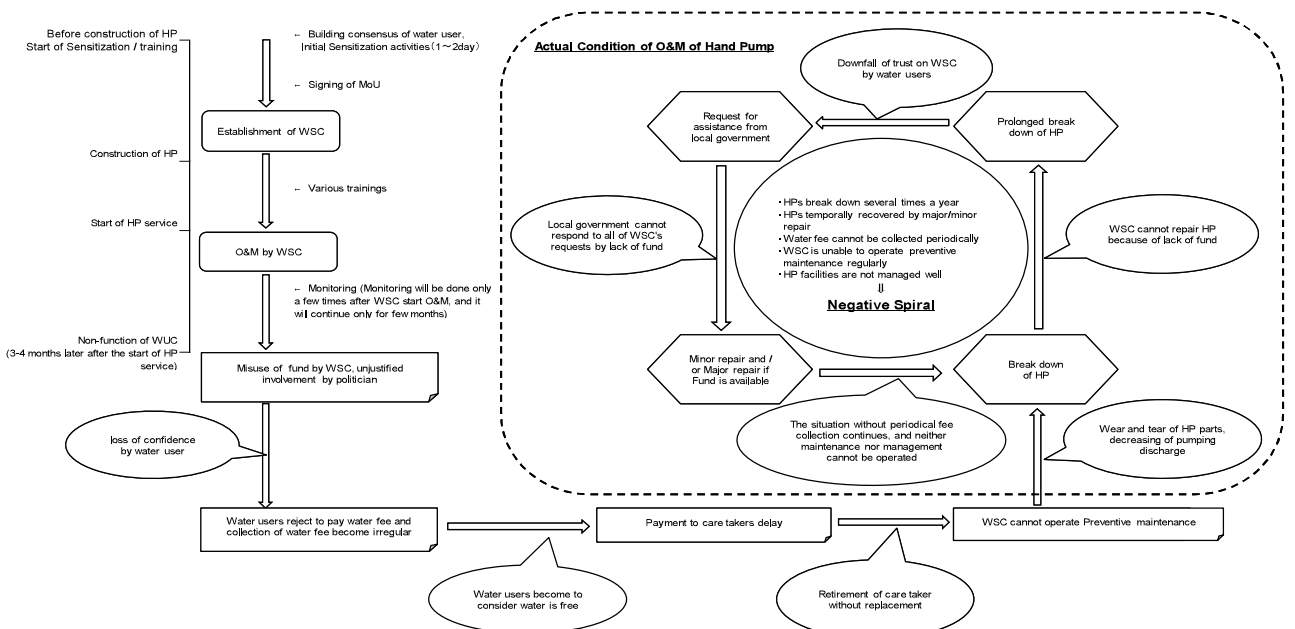 Before construction of HP
Start of Sensitization / training
← Building consensus of water user,
Initial Sensitization activities(1～2day)
← Signing of MoU
Establishment of WSC
Construction of HP
← Various trainings
Start of HP service
O&M by WSC
← Monitoring (Monitoring will be done only
a few times after WSC start O&M, and it
will continue only for few months)
Non-function of WUC
(3-4 months later after the start of HP
service)
Misuse of fund by WSC, unjustified
involvement by politician
loss of confidence
by water user
Water users reject to pay water fee and
collection of water fee become irregular
Water users become to
consider water is free
Payment to care takers delay
Retirement of care taker
without replacement
WSC cannot operate Preventive maintenance
Wear and tear of HP parts,
decreasing of pumping
discharge
Actual Condition of O&M of Hand Pump
Downfall of trust on WSC
by water users
Request for
assistance from
local government
Prolonged break
down of HP
Local government cannot
respond to all of WSC's
requests by lack of fund
・HPs break down several times a year
・HPs temporally recovered by major/minor
repair
・Water fee cannot be collected periodically
・WSC is unable to operate preventive
maintenance regularly
・HP facilities are not managed well
⇓
Negative Spiral
WSC cannot repair HP
because of lack of fund
Minor repair and /
or Major repair if
Fund is available
Break down
of HP
The situation without periodical fee
collection continues, and neither
maintenance nor management
cannot be operated